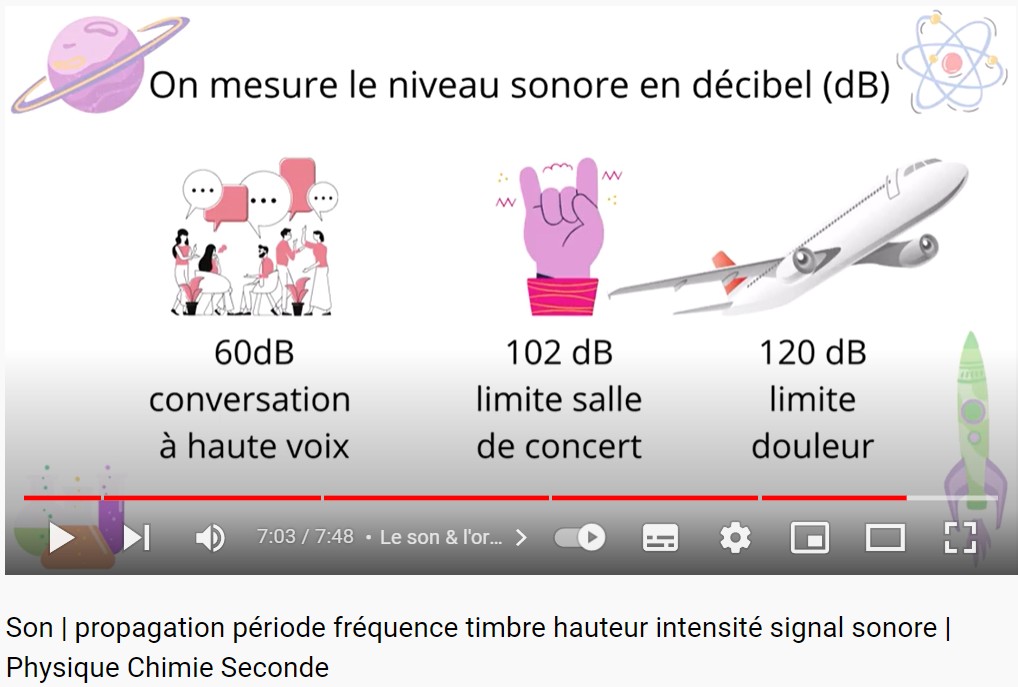 On mesure le niveau sonore en décibel (dB)
60dB
conversation
à haute voix
102 dB
limite salle
de concert
120 dB
limite
douleur
7:03 / 7:48 • Le son & l'or...
Son | propagation période fréquence timbre hauteur intensité signal sonore |
Physique Chimie Seconde